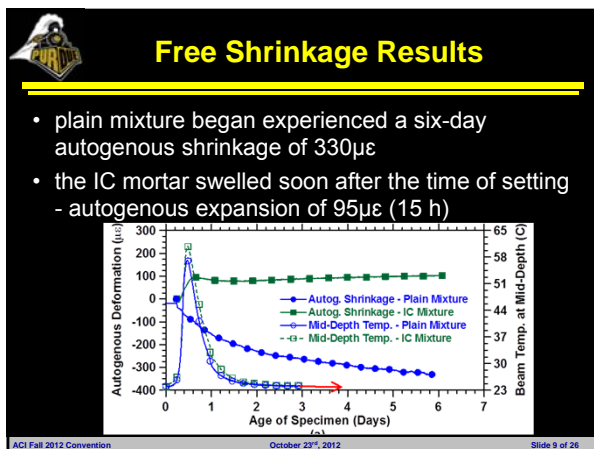 PURDUE
Free Shrinkage Results
• plain mixture began experienced a six-day
autogenous shrinkage of 330µε
• the IC mortar swelled soon after the time of setting
- autogenous expansion of 95µε (15 h)
Autogenous Deformation (µε)
300
200
100
0
-100
-200
-300
-400
Autog. Shrinkage - Plain Mixture
Autog. Shrinkage - IC Mixture
Mid-Depth Temp. - Plain Mixture
Mid-Depth Temp. - IC Mixture
65
58
51
44
37
30
23
Beam Temp. at Mid-Depth (C)
0 1 2 3 4 5 6 7
Age of Specimen (Days)
ACI Fall 2012 Convention October 23rd, 2012 Slide 9 of 26